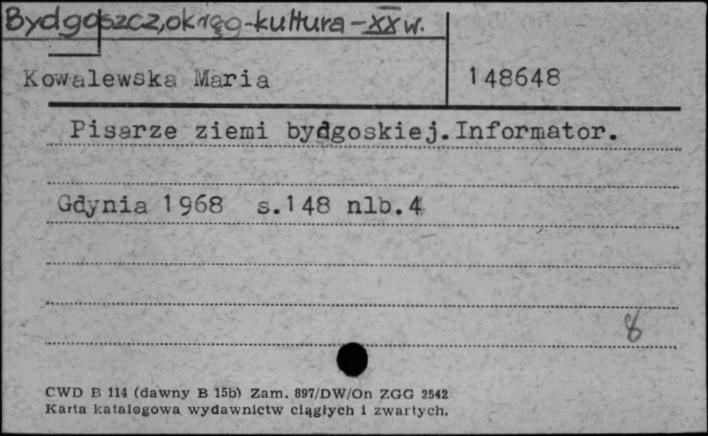 Bydgoszcz, okręg-kultura-XX w.
Kowalewska Maria 148648
Pisarze ziemi bydgoskiej.Informator.
Gdynia 1968 s.148 nlb.4
8
CWD B 114 (dawny B 15b) Zam. 897/DW/On ZGG 2542
Karta katalogowa wydawnictw ciągłych i zwartych.